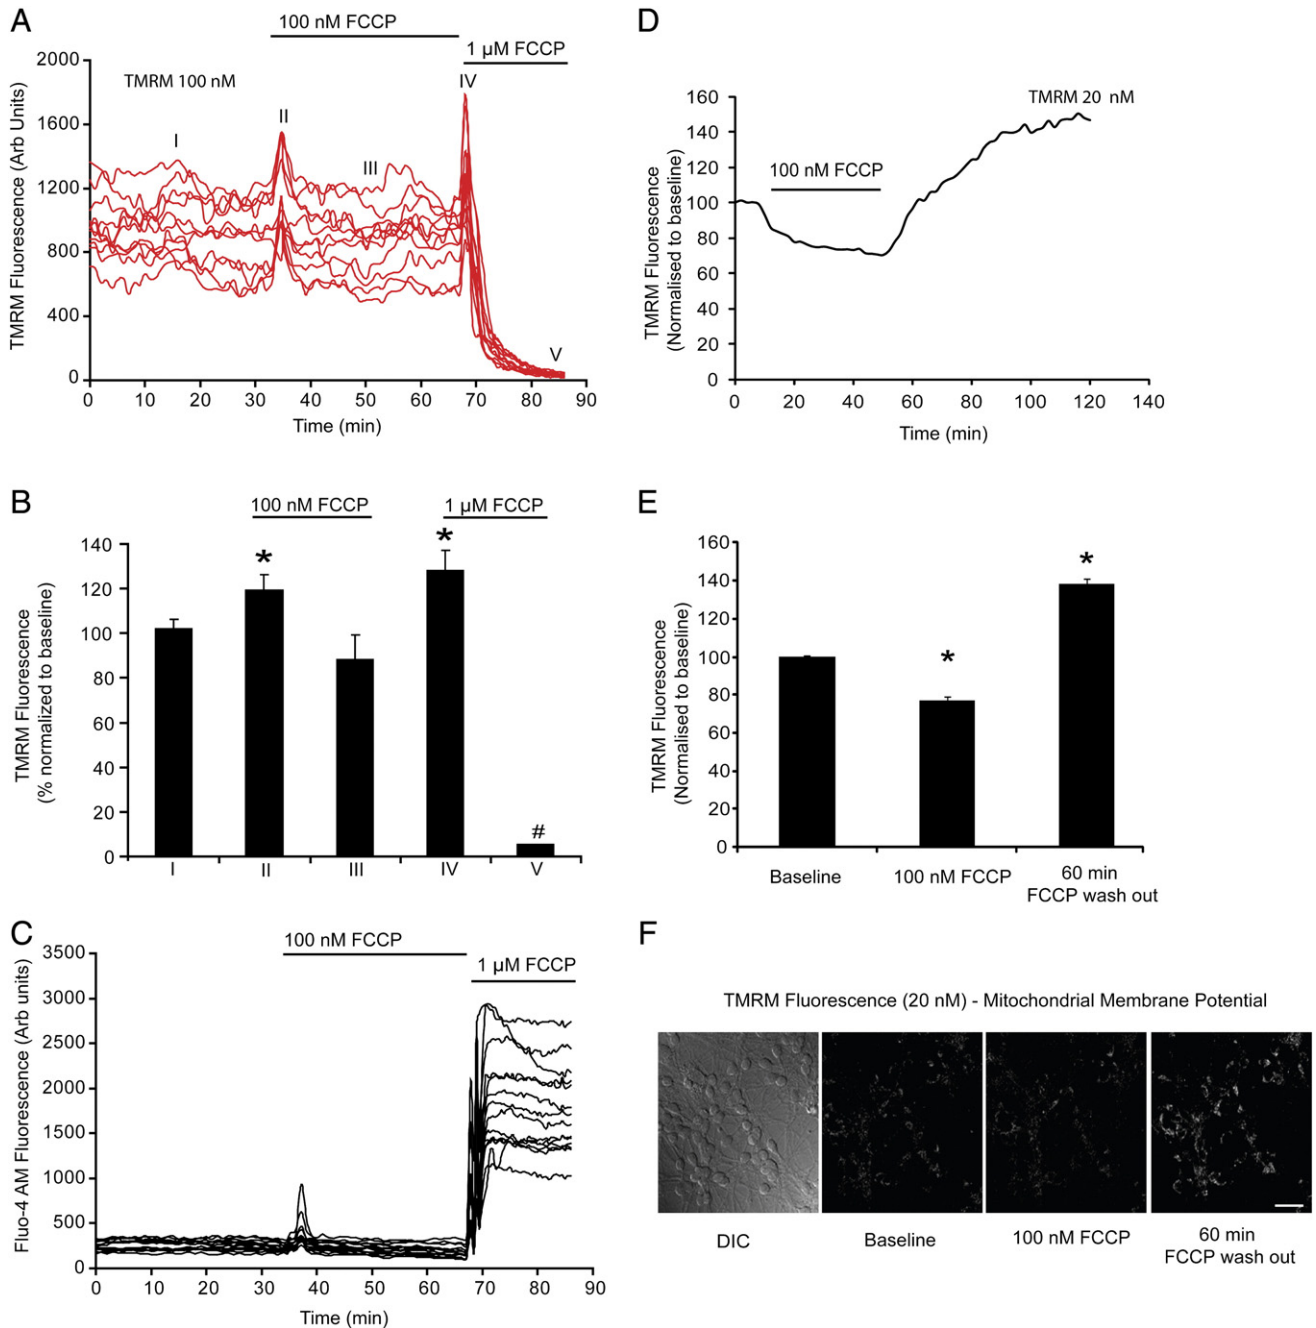 A
100 nM FCCP
1 µM FCCP
TMRM 100 nM
I
II
III
IV
V
TMRM Fluorescence (Arb Units)
2000
1600
1200
800
400
0
0 10 20 30 40 50 60 70 80 90
Time (min)
B
100 nM FCCP
1 µM FCCP
TMRM Fluorescence
(% normalized to baseline)
140
120
100
80
60
40
20
0
*
*
#
I II III IV V
C
100 nM FCCP
1 µM FCCP
Fluo-4 AM Fluorescence (Arb units)
3500
3000
2500
2000
1500
1000
500
0
0 10 20 30 40 50 60 70 80 90
Time (min)
D
TMRM 20 nM
100 nM FCCP
TMRM Fluorescence
(Normalised to baseline)
160
140
120
100
80
60
40
20
0
0 20 40 60 80 100 120 140
Time (min)
E
TMRM Fluorescence
(Normalised to baseline)
160
140
120
100
80
60
40
20
0
*
*
Baseline 100 nM FCCP 60 min
FCCP wash out
F
TMRM Fluorescence (20 nM) - Mitochondrial Membrane Potential
DIC Baseline 100 nM FCCP 60 min
FCCP wash out